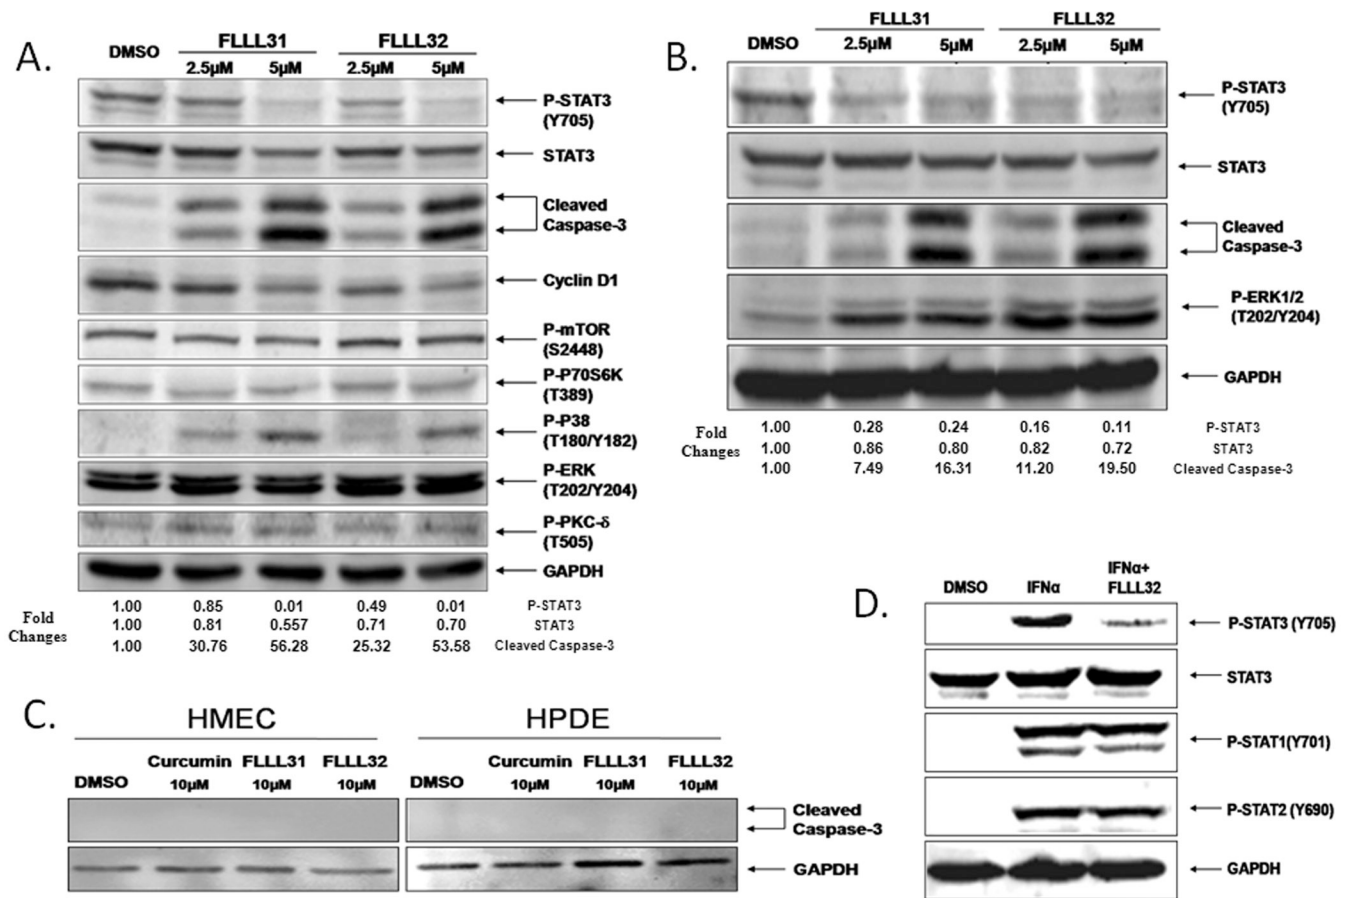 A.
DMSO
FLLL31
FLLL32
2.5µM 5µM 2.5µM 5µM
P-STAT3
(Y705)
STAT3
Cleaved
Caspase-3
Cyclin D1
P-mTOR
(S2448)
P-P70S6K
(T389)
P-P38
(T180/Y182)
P-ERK
(T202/Y204)
P-PKC-δ
(T505)
GAPDH
Fold
Changes
1.00 0.85 0.01 0.49 0.01 P-STAT3
1.00 0.81 0.557 0.71 0.70 STAT3
1.00 30.76 56.28 25.32 53.58 Cleaved Caspase-3
B.
FLLL31 FLLL32
DMSO 2.5µM 5µM 2.5µM 5µM
P-STAT3
(Y705)
STAT3
Cleaved
Caspase-3
P-ERK1/2
(T202/Y204)
GAPDH
Fold
Changes
1.00 0.28 0.24 0.16 0.11 P-STAT3
1.00 0.86 0.80 0.82 0.72 STAT3
1.00 7.49 16.31 11.20 19.50 Cleaved Caspase-3
C.
HMEC HPDE
Curcumin FLLL31 FLLL32 Curcumin FLLL31 FLLL32
DMSO 10µM 10µM 10µM DMSO 10µM 10µM 10µM
Cleaved
Caspase-3
GAPDH
D.
DMSO IFNα IFNα+
FLLL32
P-STAT3 (Y705)
STAT3
P-STAT1(Y701)
P-STAT2 (Y690)
GAPDH